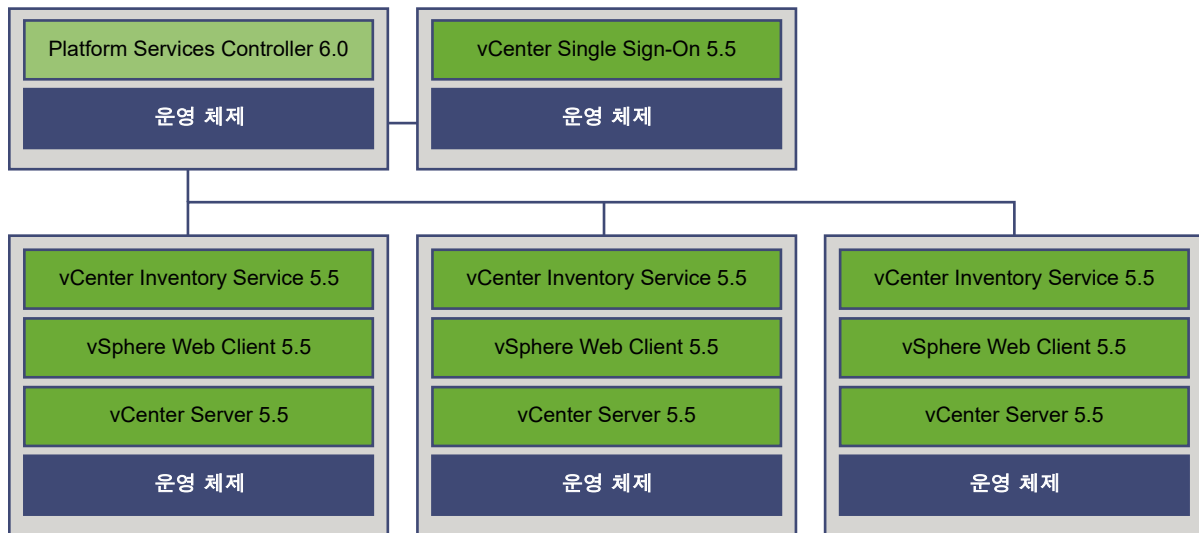 Platform Services Controller 6.0
운영 체제
vCenter Single Sign-On 5.5
운영 체제
vCenter Inventory Service 5.5
vSphere Web Client 5.5
vCenter Server 5.5
운영 체제
vCenter Inventory Service 5.5
vSphere Web Client 5.5
vCenter Server 5.5
운영 체제
vCenter Inventory Service 5.5
vSphere Web Client 5.5
vCenter Server 5.5
운영 체제